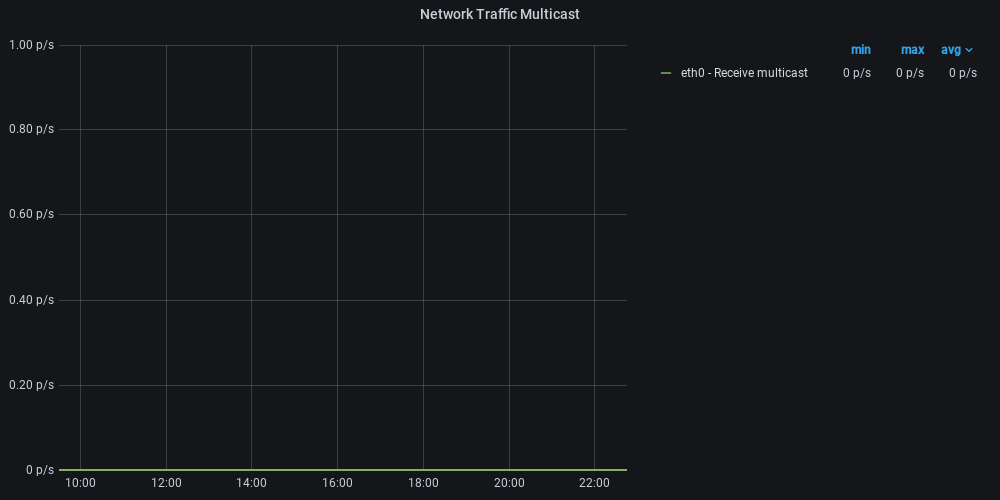 Network Traffic Multicast
1.00 p/s
0.80 p/s
0.60 p/s
0.40 p/s
0.20 p/s
0 p/s
10:00 12:00 14:00 16:00 18:00 20:00 22:00
min max avg
eth0 - Receive multicast 0 p/s 0 p/s 0 p/s